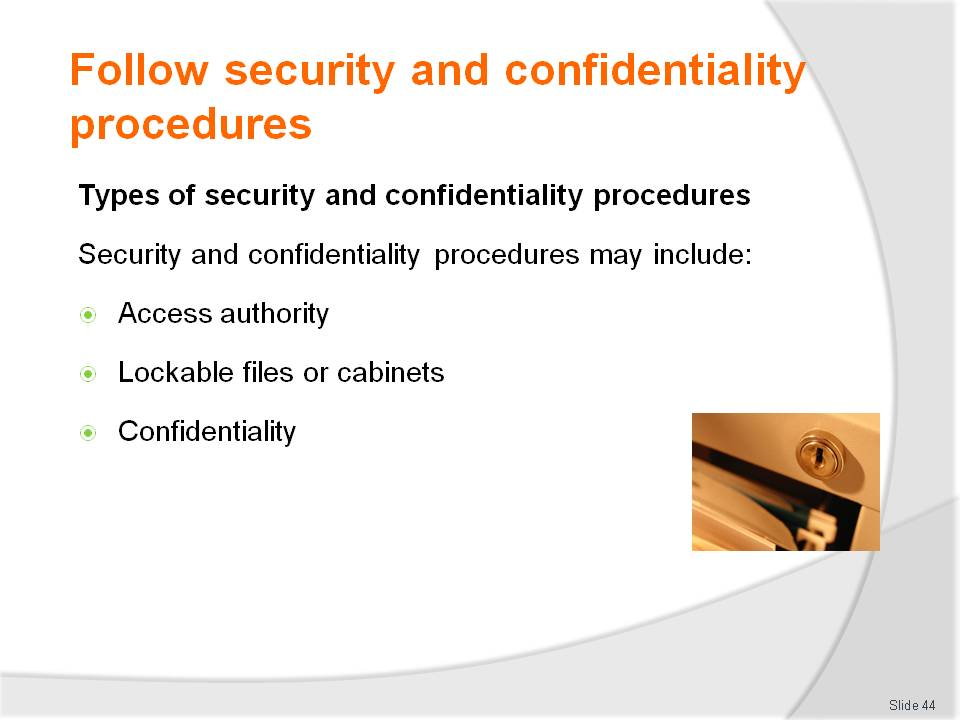 Follow security and confidentiality
procedures
Types of security and confidentiality procedures
Security and confidentiality procedures may include:
Access authority
Lockable files or cabinets
Confidentiality
Slide 44